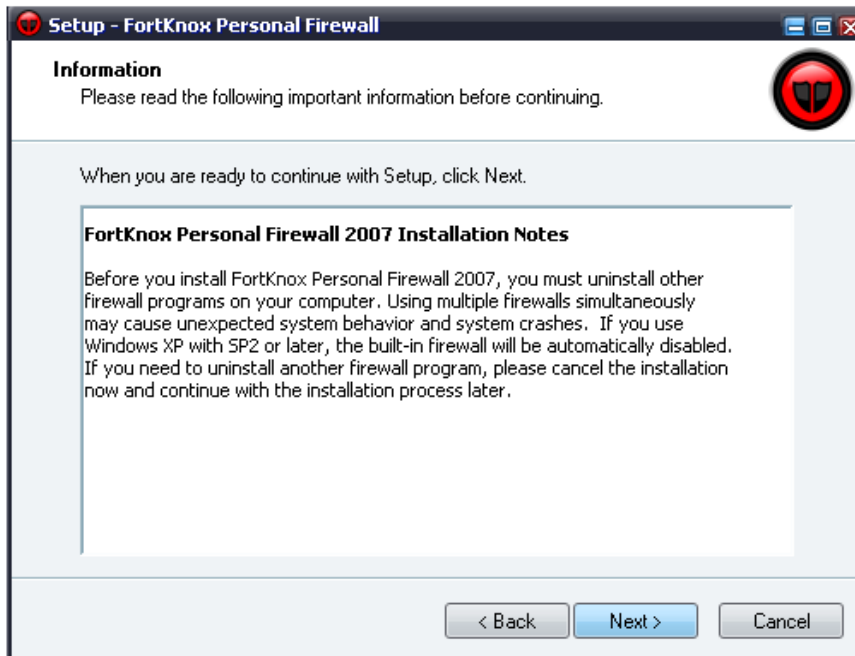 Setup - FortKnox Personal Firewall
Information
Please read the following important information before continuing.
When you are ready to continue with Setup, click Next.
FortKnox Personal Firewall 2007 Installation Notes
Before you install FortKnox Personal Firewall 2007, you must uninstall other
firewall programs on your computer. Using multiple firewalls simultaneously
may cause unexpected system behavior and system crashes.  If you use
Windows XP with SP2 or later, the built-in firewall will be automatically disabled.
If you need to uninstall another firewall program, please cancel the installation
now and continue with the installation process later.
< Back Next > Cancel